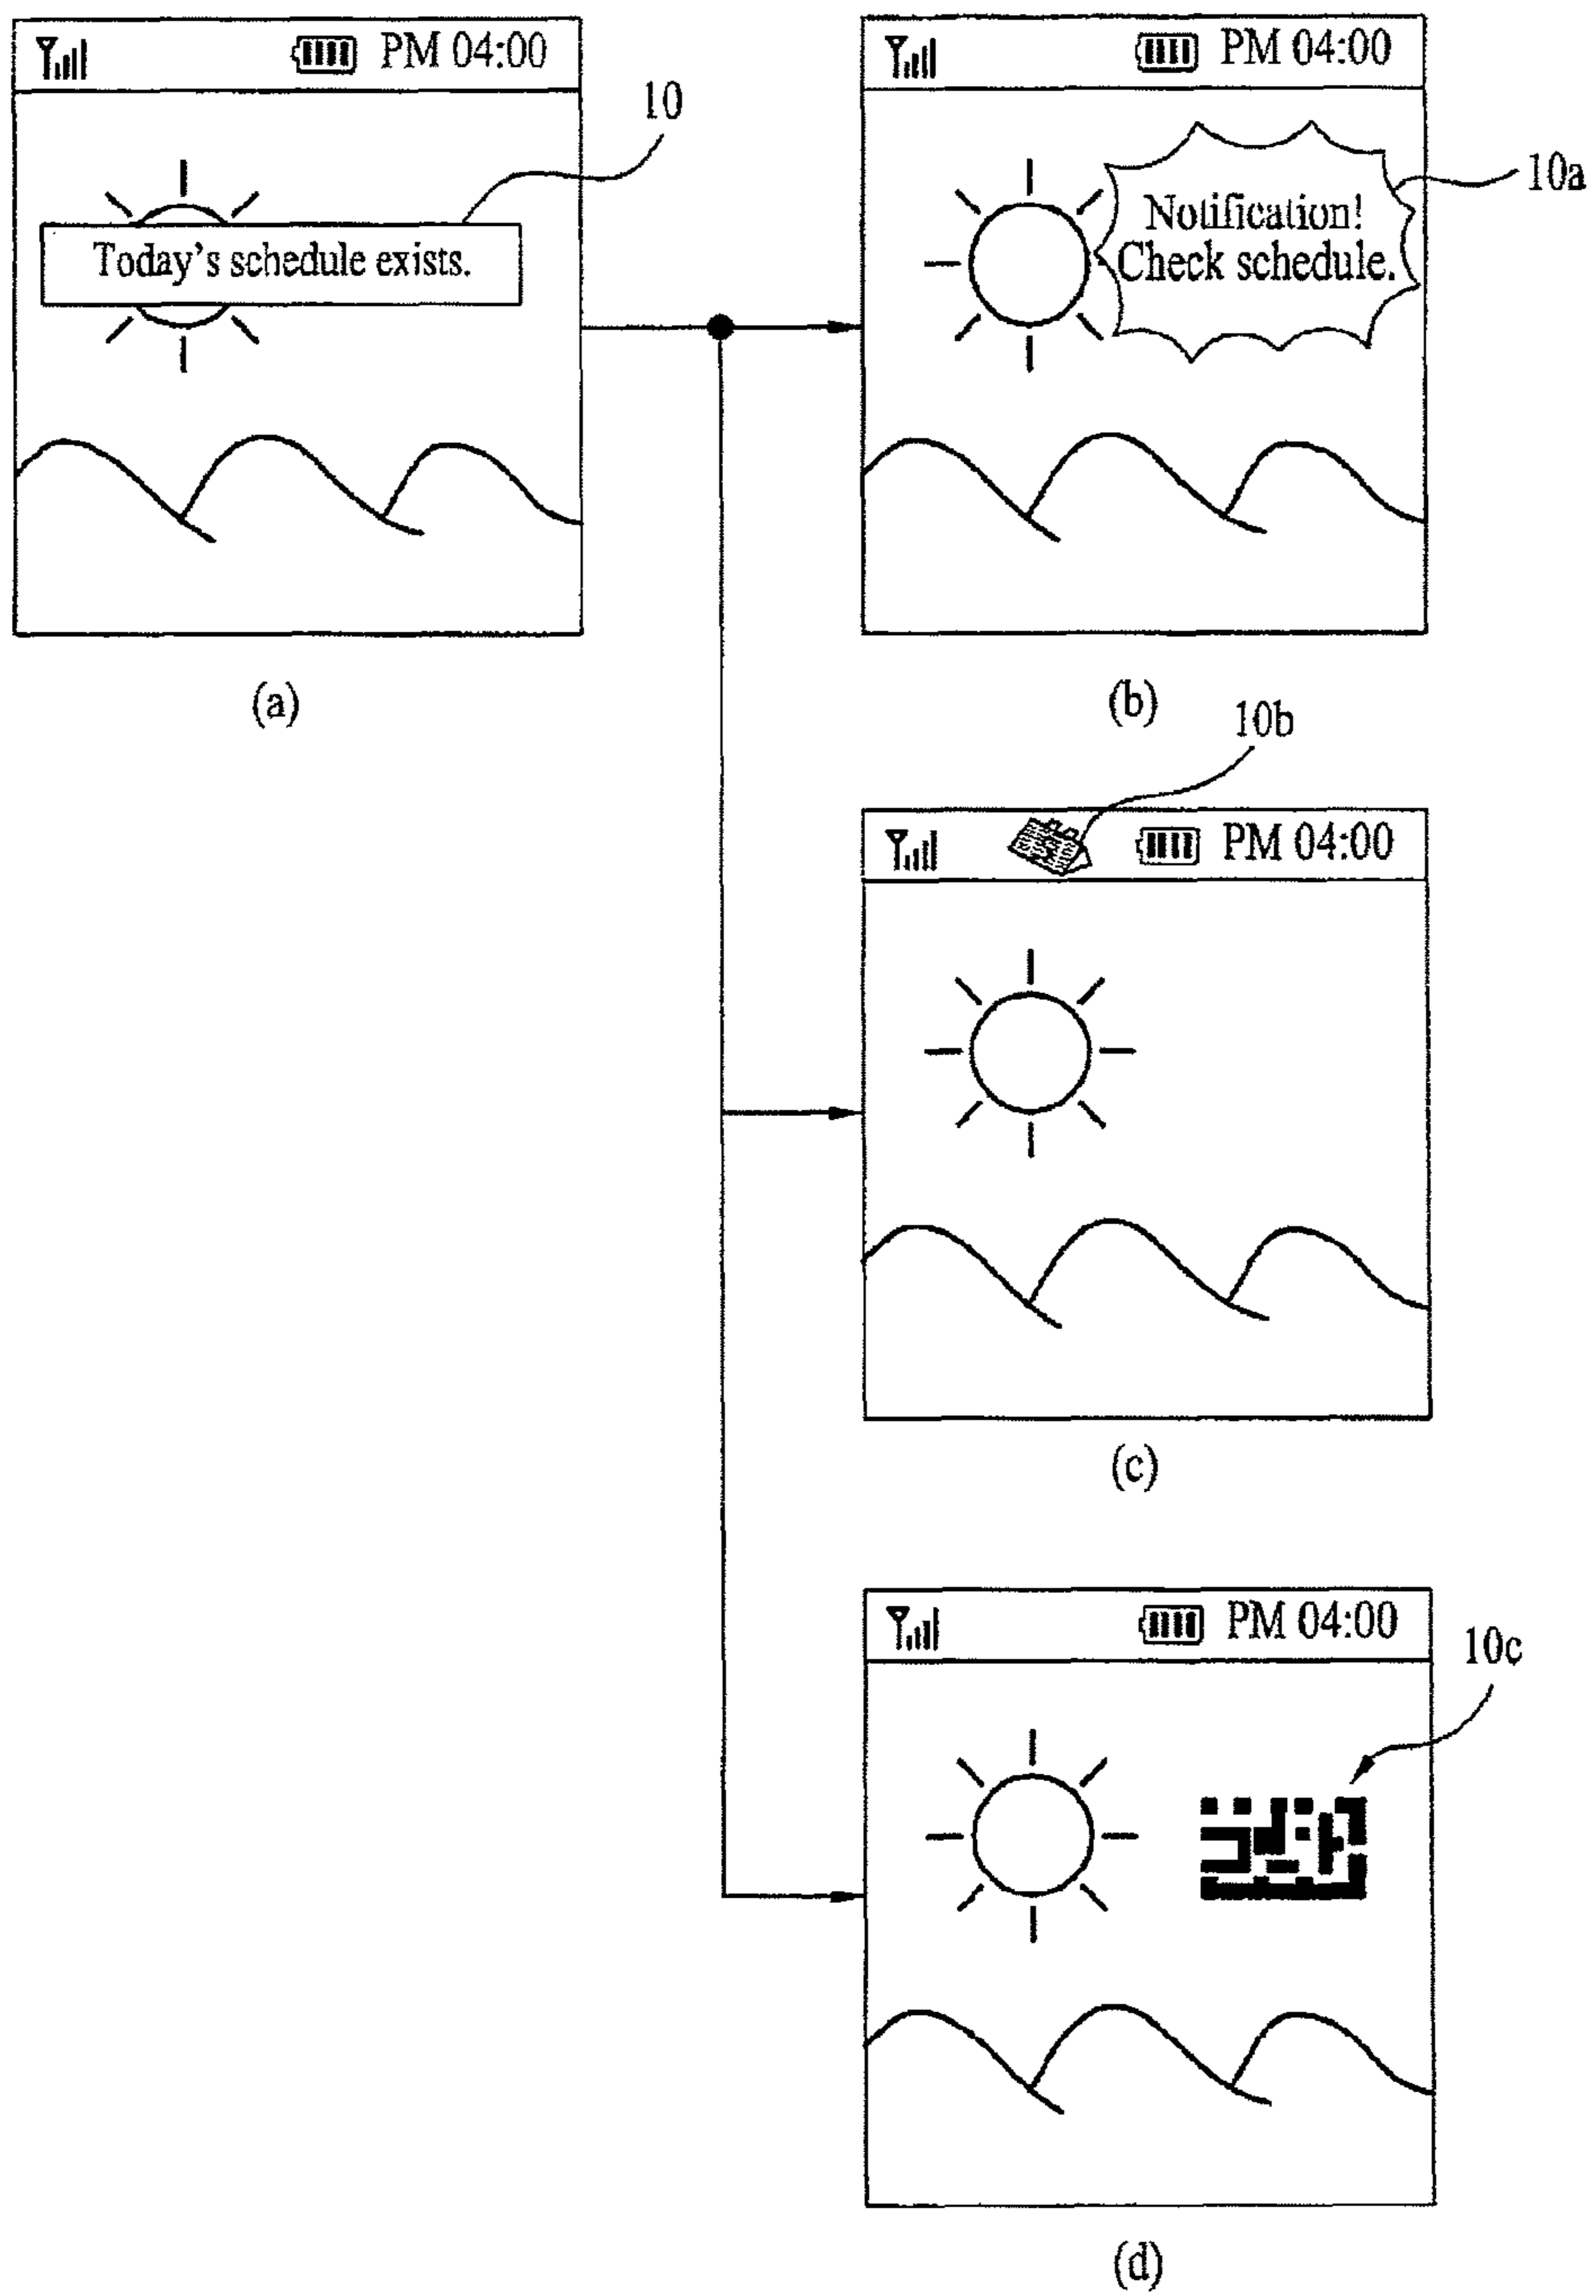 PM 04:00
10
Today's schedule exists.
(a)
PM 04:00
Notification!
Check schedule.
10a
(b)
10b
PM 04:00
(c)
PM 04:00
10c
(d)